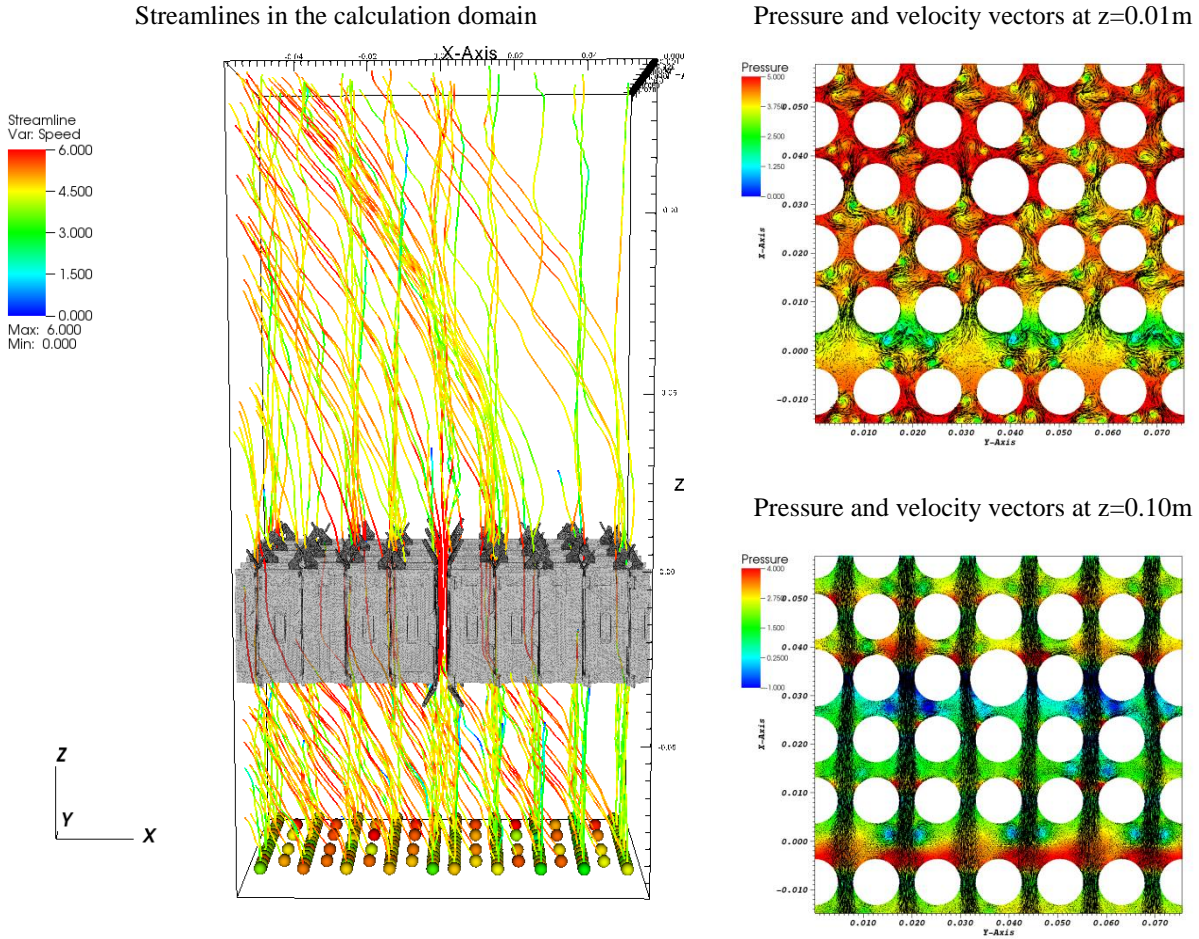 Streamlines in the calculation domain
Pressure and velocity vectors at z=0.01m
X-Axis
Streamline
Var: Speed
6.000
4.500
3.000
1.500
0.000
Max: 6.000
Min: 0.000
0.05
Z
0.00
Z
Y
X
Pressure
5.000
3.750
2.500
1.250
0.000
0.050
0.040
0.030
0.020
0.010
0.000
-0.010
X-Axis
0.010 0.020 0.030 0.040 0.050 0.060 0.070
Y-Axis
Pressure and velocity vectors at z=0.10m
Pressure
4.000
2.750
1.500
0.2500
-1.000
0.050
0.040
0.030
0.020
0.010
0.000
-0.010
X-Axis
0.010 0.020 0.030 0.040 0.050 0.060 0.070
Y-Axis